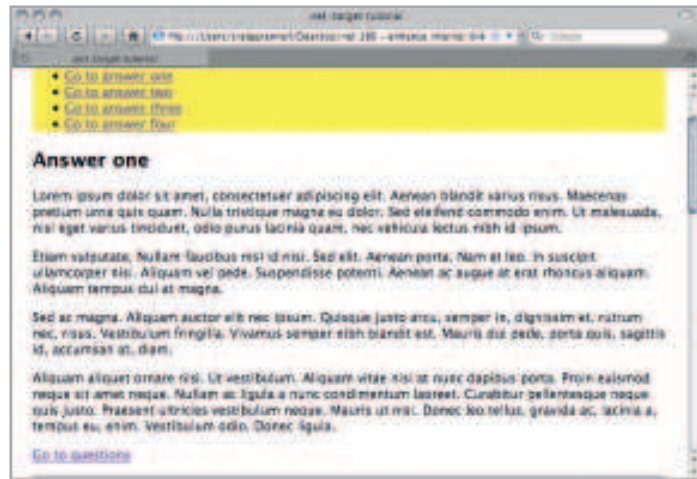 .net :target tutorial
.net :target tutorial
• Go to answer one
• Go to answer two
• Go to answer three
• Go to answer four
Answer one
Lorem ipsum dolor sit amet, consectetuer adipiscing elit. Aenean blandit varius risus. Maecenas
pretium urna quis quam. Nulla tristique magna eu dolor. Sed eleifend commodo enim. Ut malesuada,
nisi eget varius tincidunt, odio purus lacinia quam, nec vehicula lectus nibh id ipsum.
Etiam vulputate, Nullam faucibus nisl id nisi. Sed elit. Aenean porta. Nam et leo. In suscipit
ullamcorper nisi. Aliquam vel pede. Suspendisse potenti. Aenean ac augue at erat rhoncus aliquam.
Aliquam tempus dui at magna.
Sed ac magna. Aliquam auctor elit nec ipsum. Quisque justo arcu, semper in, dignissim et, rutrum
nec, risus. Vestibulum fringilla. Vivamus semper nibh blandit est. Mauris dui pede, porta quis, sagittis
id, accumsan at, diam.
Aliquam aliquet ornare nisi. Ut vestibulum. Aliquam vitae nisi at nunc dapibus porta. Proin euismod
neque sit amet neque. Nullam ac ligula a nunc condimentum laoreet. Curabitur pellentesque neque
quis justo. Praesent ultricies vestibulum neque. Mauris ut nisi. Donec leo tellus, gravida ac, lacinia a,
tempus eu, enim. Vestibulum odio. Donec ligula.
Go to questions